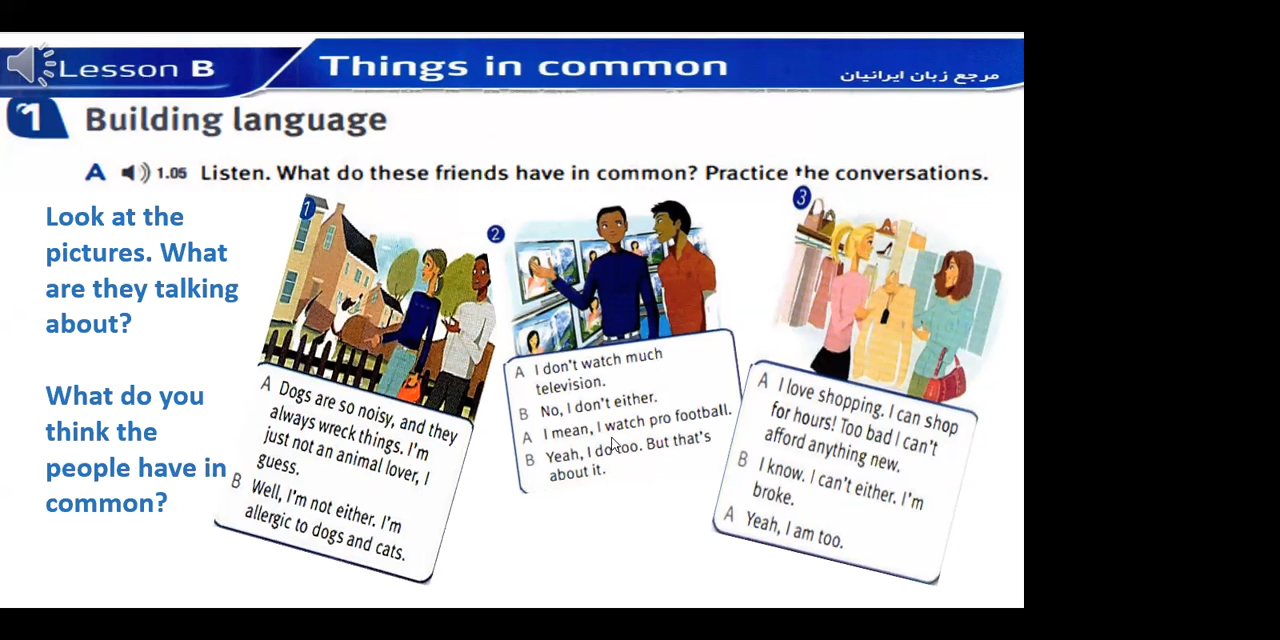 Lesson B
Things in common
مرجع زبان ایرانیان
1 Building language
A 1.05 Listen. What do these friends have in common? Practice the conversations.
Look at the
pictures. What
are they talking
about?
What do you
think the
people have in
common?
1
A Dogs are so noisy, and they
always wreck things. I'm
just not an animal lover, I
guess.
B Well, I'm not either. I'm
allergic to dogs and cats.
2
A I don't watch much
television.
B No, I don't either.
A I mean, I watch pro football.
B Yeah, I do too. But that's
about it.
3
A I love shopping. I can shop
for hours! Too bad I can't
afford anything new.
B I know. I can't either. I'm
broke.
A Yeah, I am too.